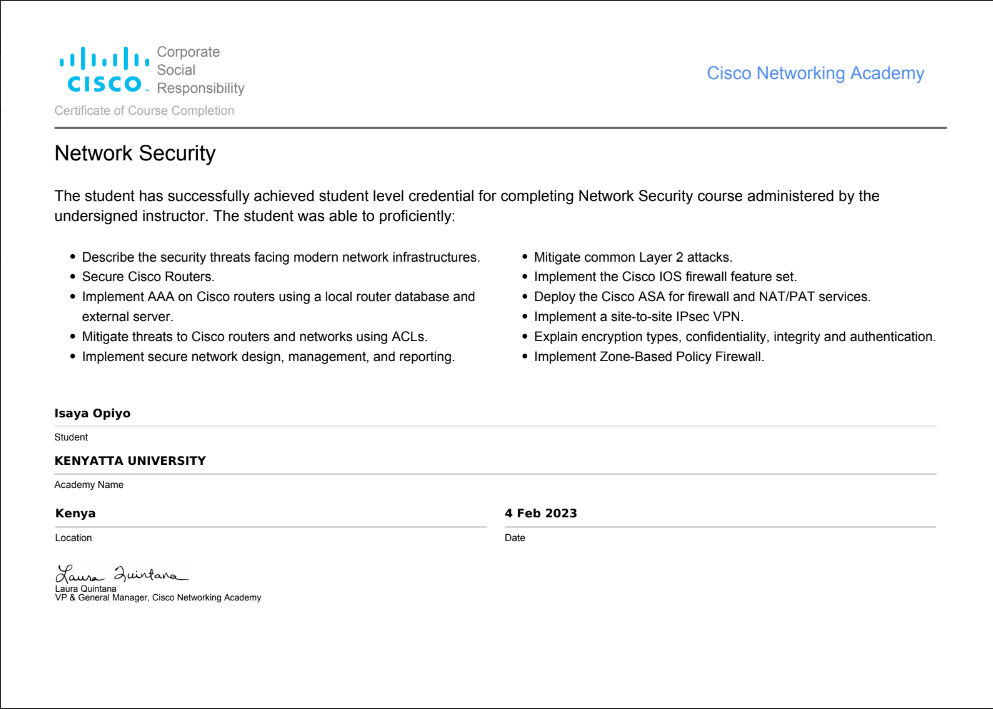 Corporate
Social
Responsibility
CISCO
Cisco Networking Academy
Certificate of Course Completion
Network Security
The student has successfully achieved student level credential for completing Network Security course administered by the
undersigned instructor. The student was able to proficiently:
• Describe the security threats facing modern network infrastructures.
• Secure Cisco Routers.
• Implement AAA on Cisco routers using a local router database and
external server.
• Mitigate threats to Cisco routers and networks using ACLs.
• Implement secure network design, management, and reporting.
• Mitigate common Layer 2 attacks.
• Implement the Cisco IOS firewall feature set.
• Deploy the Cisco ASA for firewall and NAT/PAT services.
• Implement a site-to-site IPsec VPN.
• Explain encryption types, confidentiality, integrity and authentication.
• Implement Zone-Based Policy Firewall.
Isaya Opiyo
Student
KENYATTA UNIVERSITY
Academy Name
Kenya
Location
4 Feb 2023
Date
Laura Quintana
Laura Quintana
VP & General Manager, Cisco Networking Academy